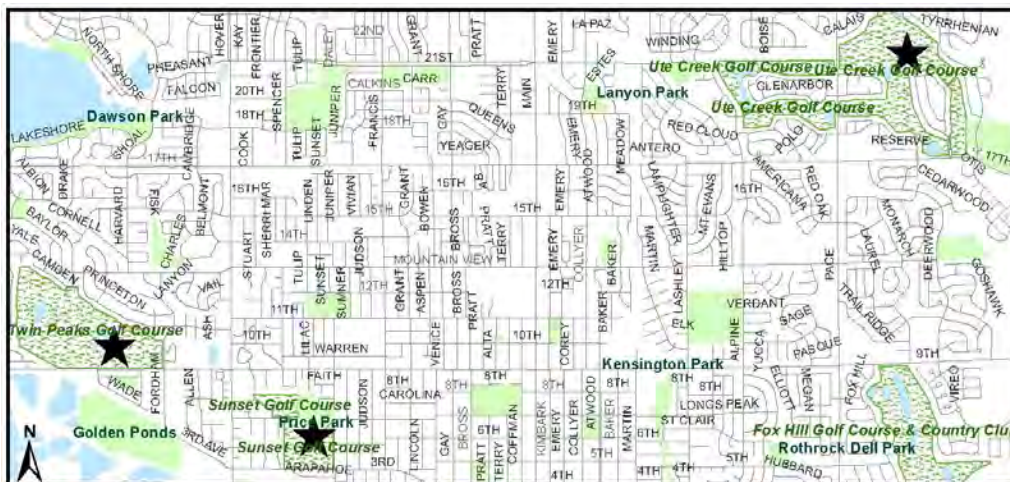 NORTH SHORE
PHEASANT
FALCON
HOVER
KAY
FRONTIER
TULIP
DALEY
22ND
GRANT
21ST
PRATT
EMERY
LA PAZ
WINDING
BOISE
CALAIS
TYRRHENIAN
20TH
CALKINS
CARR
TERRY
MAIN
ESTES
Ute Creek Golf Course
Ute Creek Golf Course
GLENARBOR
Dawson Park
18TH
SPENCER
TULIP
SUNSET
JUNIPER
FRANCIS
18TH
GAY
QUEENS
19TH
Lanyon Park
Ute Creek Golf Course
LAKESHORE
SHOAL
17TH
CAMBRIDGE
COOK
YEAGER
EMERY
ATWOOD
MEADOW
RED CLOUD
ANTERO
POLO
RESERVE
OTIS
17TH
ALBION
DRAKE
HARVARD
FISK
BELMONT
16TH
SHERI MAR
LINDEN
JUNIPER
VIVIAN
15TH
GRANT
BOWEN
16TH
15TH
EMERY
ATWOOD
LAMPLIGHTER
MT EVANS
16TH
AMERICANA
RED OAK
CEDARWOOD
BAYLOR
CORNELL
CHARLES
STUART
14TH
BROSS
PRATT
TERRY
MONARCH
YALE
CAMDEN
PRINCETON
LANYON
YAIL
TULIP
SUNSET
SUMNER
JUDSON
MOUNTAIN VIEW
12TH
GRANT
ASPEN
BROSS
PRATT
EMERY
COLLYER
12TH
BAKER
MARTIN
LASHLEY
HILLTOP
PACE
LAUREL
DEERWOOD
GOSHAWK
11TH
BAKER
VERDANT
TRAIL RIDGE
Twin Peaks Golf Course
ASH
10TH
LILAC
WARREN
VENICE
ALTA
10TH
COREY
ELK
ALPINE
SAGE
PASQUE
YUCCA
9TH
WADE
FORDHAM
ALLEN
FAITH
JUDSON
8TH
CAROLINA
8TH
8TH
8TH
Kensington Park
8TH
8TH
ELLIOTT
MEGAN
FOX HILL
VIREO
Golden Ponds
3RD AVE
Sunset Golf Course
Price Park
Sunset Golf Course
ARAPAHOE
3RD
LINCOLN
GAY
BROSS
6TH
PRATT
TERRY
COFFMAN
KIMBARK
EMERY
COLLYER
ATWOOD
BAKER
MARTIN
5TH
4TH
6TH
4TH
LONGS PEAK
ST CLAIR
4TH
5TH
HUBBARD
4TH
Fox Hill Golf Course & Country Club
Rothrock Dell Park
N